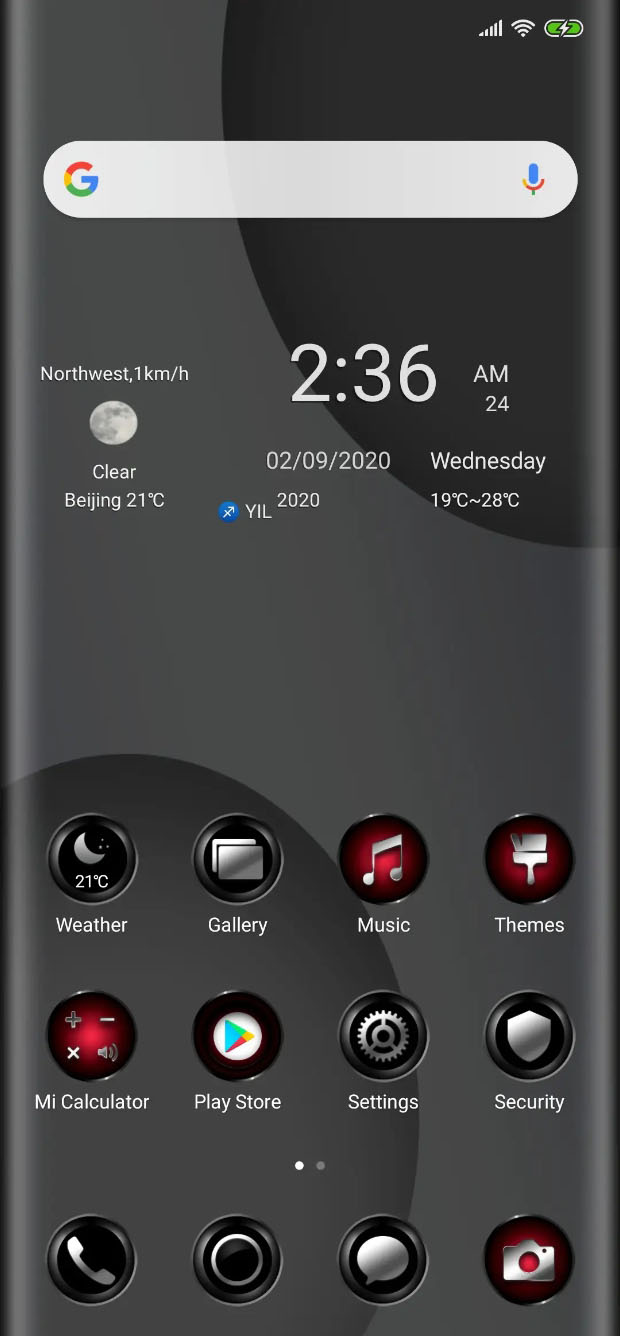 Northwest,1km/h
Clear
Beijing 21℃
2:36
AM
24
02/09/2020
Wednesday
YIL
2020
19℃~28℃
21℃
Weather
Gallery
Music
Themes
Mi Calculator
Play Store
Settings
Security